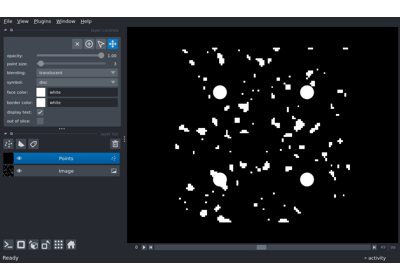 File View Plugins Window Help
opacity: 1.00
point size:
blending: translucent
symbol: disc
face color: white
border color: white
display text: ✓
out of slice:
Points
Image
0
Ready
activity